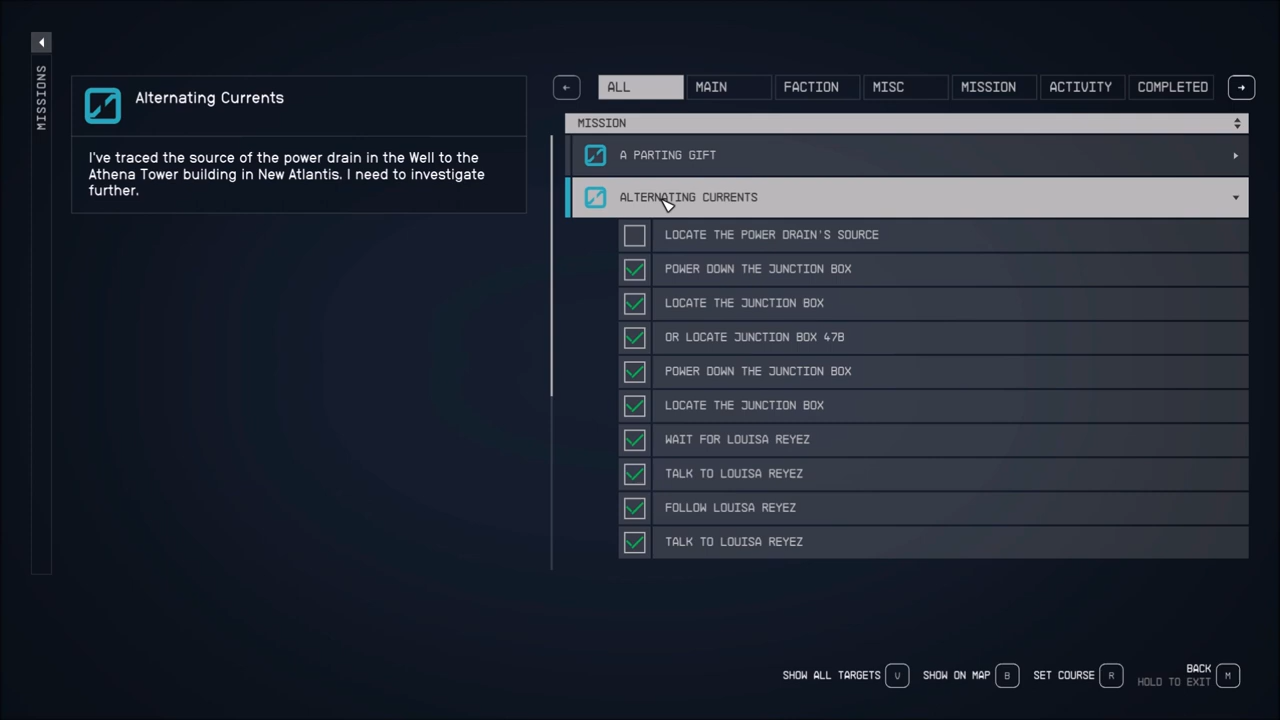 MISSIONS
Alternating Currents
I've traced the source of the power drain in the Well to the
Athena Tower building in New Atlantis. I need to investigate
further.
ALL
MAIN
FACTION
MISC
MISSION
ACTIVITY
COMPLETED
MISSION
A PARTING GIFT
ALTERNATING CURRENTS
LOCATE THE POWER DRAIN'S SOURCE
POWER DOWN THE JUNCTION BOX
LOCATE THE JUNCTION BOX
OR LOCATE JUNCTION BOX 47B
POWER DOWN THE JUNCTION BOX
LOCATE THE JUNCTION BOX
WAIT FOR LOUISA REYEZ
TALK TO LOUISA REYEZ
FOLLOW LOUISA REYEZ
TALK TO LOUISA REYEZ
SHOW ALL TARGETS V
SHOW ON MAP B
SET COURSE R
BACK
HOLD TO EXIT M